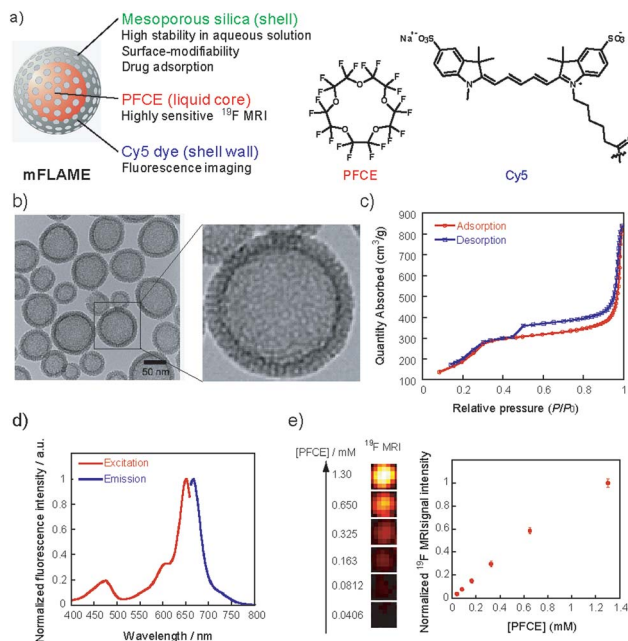 a)
Mesoporous silica (shell)
High stability in aqueous solution
Surface-modifiability
Drug adsorption
PFCE (liquid core)
Highly sensitive ¹⁹F MRI
Cy5 dye (shell wall)
Fluorescence imaging
mFLAME
F F F F
F F
F F
F F
F F
F F
F F
F F F F
O O O O O
PFCE
Na⁺⁻O₃S
SO₃⁻
N N⁺
O
Cy5
b)
50 nm
c)
Adsorption
Desorption
Quantity Absorbed (cm³/g)
900
800
700
600
500
400
300
200
100
0 0.2 0.4 0.6 0.8 1
Relative pressure (P/P₀)
d)
Excitation
Emission
Normalized fluorescence intensity / a.u.
1
0.8
0.6
0.4
0.2
0
400 450 500 550 600 650 700 750 800
Wavelength / nm
e)
[PFCE] / mM
¹⁹F MRI
1.30
0.650
0.325
0.163
0.0812
0.0406
Normalized ¹⁹F MRIsignal intensity
1
0.8
0.6
0.4
0.2
0
0 0.2 0.4 0.6 0.8 1 1.2 1.4
[PFCE] (mM)